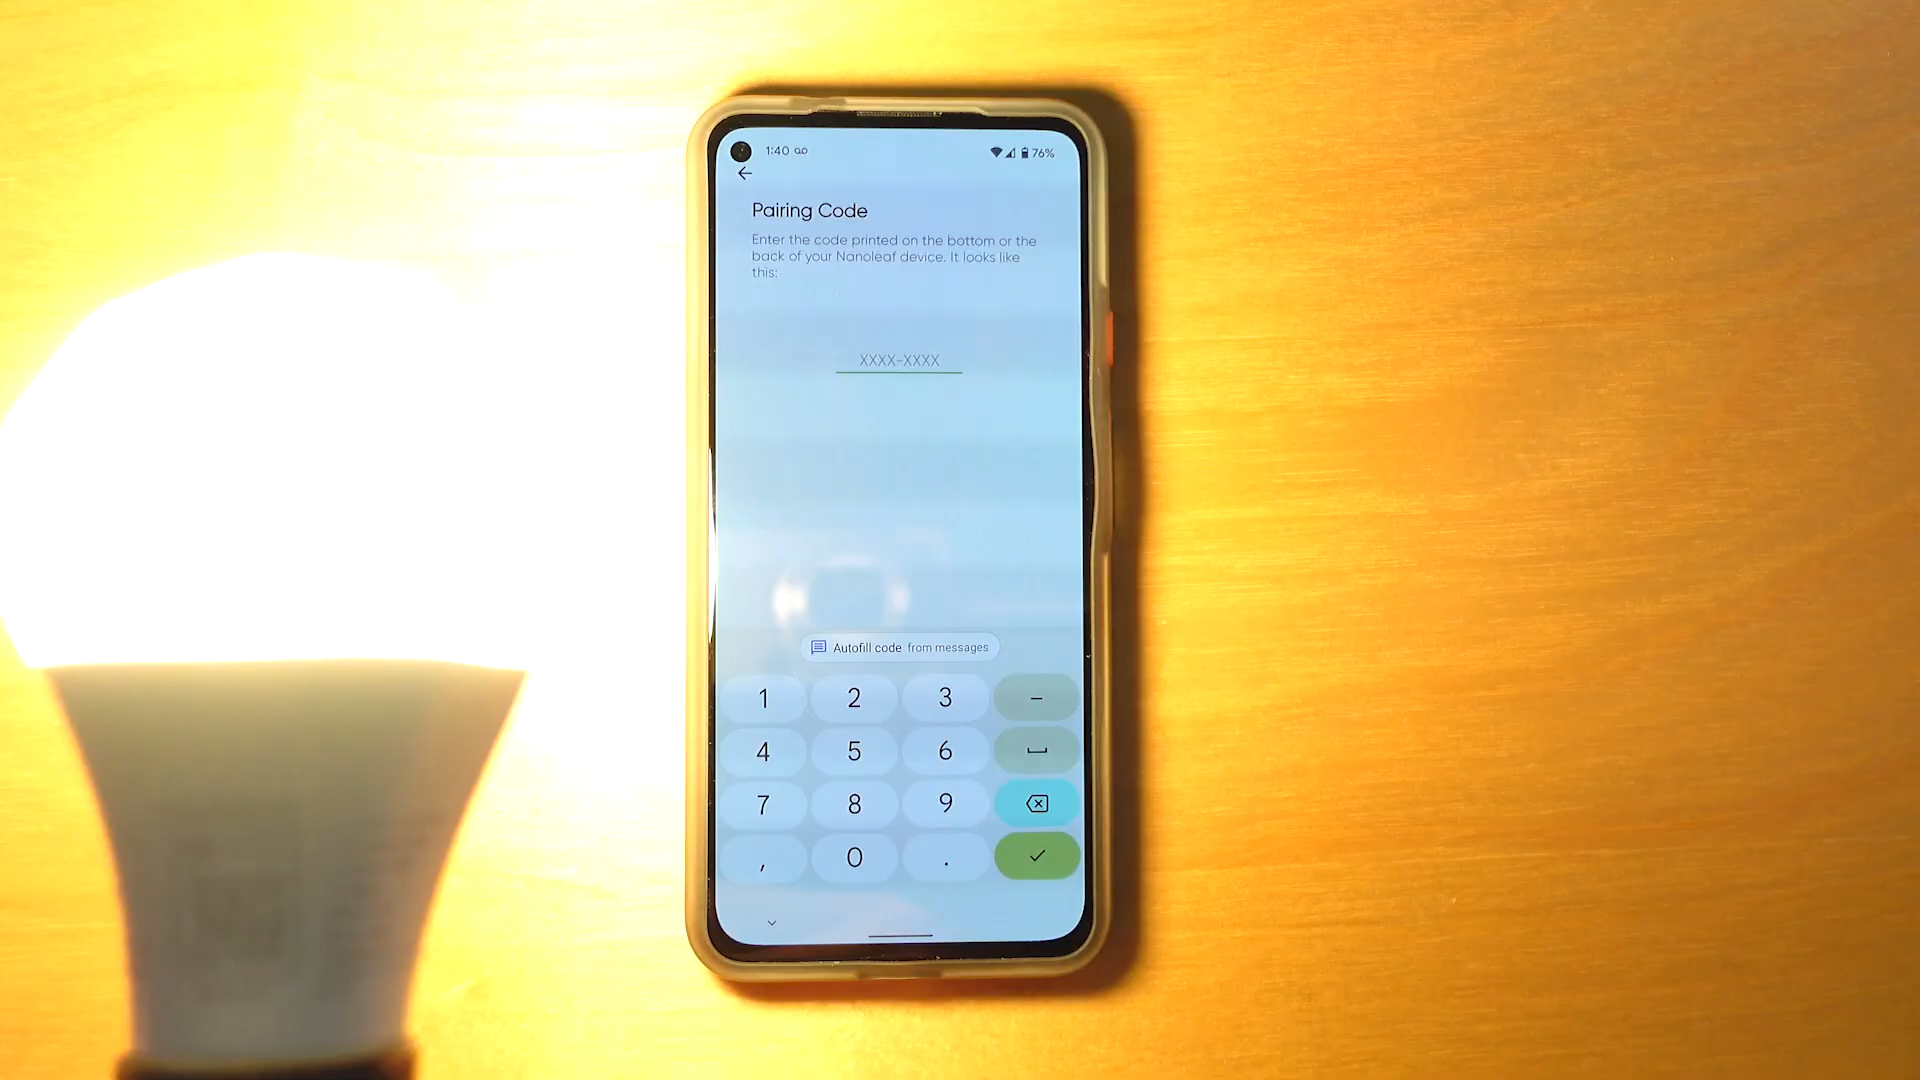 1:40 76%
Pairing Code
Enter the code printed on the bottom or the
back of your Nanoleaf device. It looks like
this:
XXXX-XXXX
Autofill code from messages
1 2 3 –
4 5 6
7 8 9
, 0 .